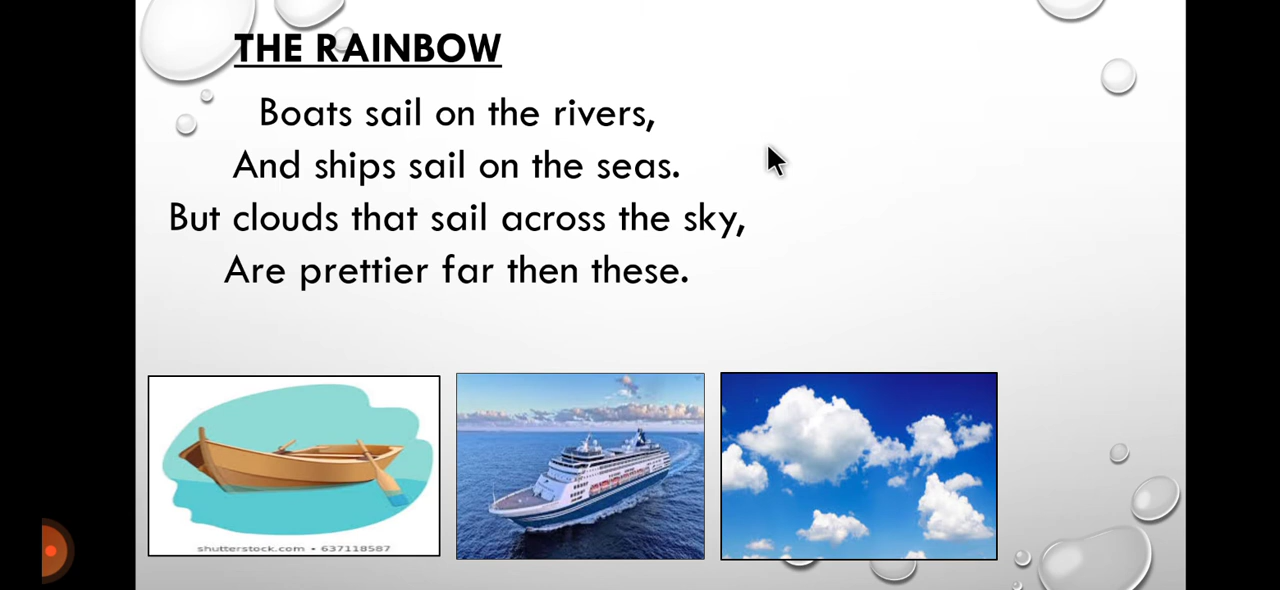 THE RAINBOW
Boats sail on the rivers,
And ships sail on the seas.
But clouds that sail across the sky,
Are prettier far then these.
shutterstock.com • 637118587